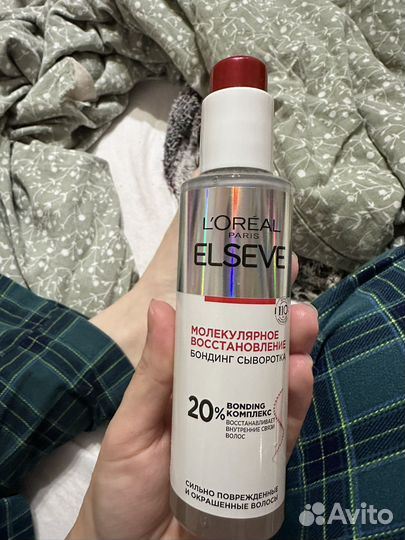 L'ORÉAL
PARIS
ELSEVE
110
МОЛЕКУЛЯРНОЕ
ВОССТАНОВЛЕНИЕ
БОНДИНГ СЫВОРОТКА
20% BONDING
КОМПЛЕКС
ВОССТАНАВЛИВАЕТ
ВНУТРЕННИЕ СВЯЗИ
ВОЛОС
СИЛЬНО ПОВРЕЖДЕННЫЕ
И ОКРАШЕННЫЕ ВОЛОСЫ
Avito